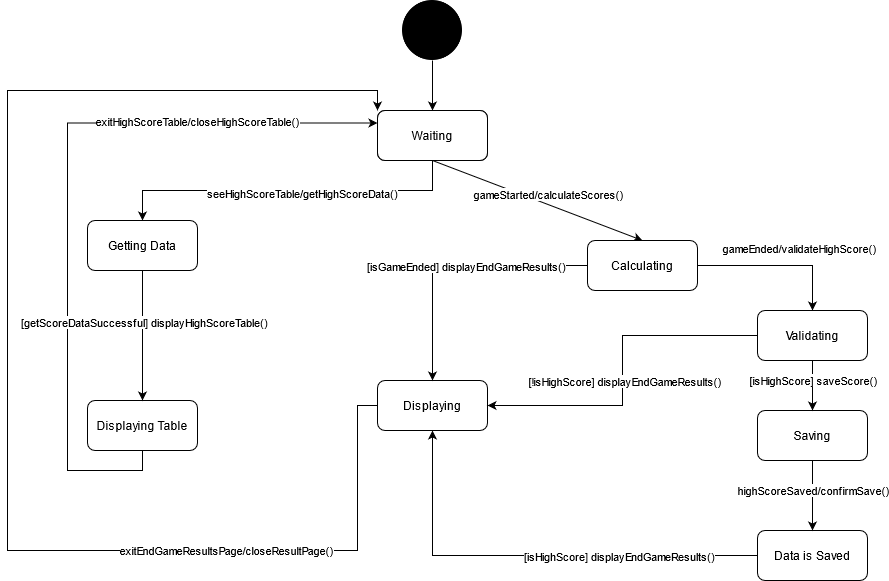 exitHighScoreTable/closeHighScoreTable()
Waiting
seeHighScoreTable/getHighScoreData()
gameStarted/calculateScores()
Getting Data
gameEnded/validateHighScore()
[isGameEnded] displayEndGameResults()
Calculating
[getScoreDataSuccessful] displayHighScoreTable()
Validating
[!isHighScore] displayEndGameResults()
[isHighScore] saveScore()
Displaying
Displaying Table
Saving
highScoreSaved/confirmSave()
exitEndGameResultsPage/closeResultPage()
[isHighScore] displayEndGameResults()
Data is Saved